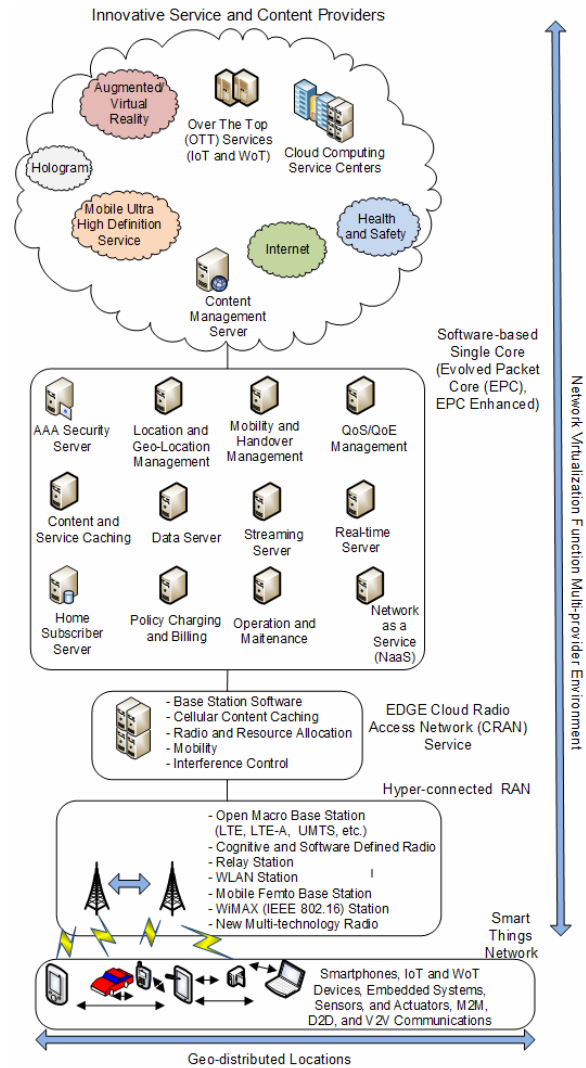 Innovative Service and Content Providers
Augmented/
Virtual
Reality
Over The Top
(OTT) Services
(IoT and WoT)
Cloud Computing
Service Centers
Hologram
Mobile Ultra
High Definition
Service
Internet
Health
and Safety
Content
Management
Server
Software-based
Single Core
(Evolved Packet
Core (EPC),
EPC Enhanced)
AAA Security
Server
Location and
Geo-Location
Management
Mobility and
Handover
Management
QoS/QoE
Management
Content and
Service Caching
Data Server
Streaming
Server
Real-time
Server
Home
Subscriber
Server
Policy Charging
and Billing
Operation and
Maitenance
Network
as a
Service
(NaaS)
Network Virtualization Function Multi-provider Environment
- Base Station Software
- Cellular Content Caching
- Radio and Resource Allocation
- Mobility
- Interference Control
EDGE Cloud Radio
Access Network (CRAN)
Service
Hyper-connected RAN
- Open Macro Base Station
(LTE, LTE-A, UMTS, etc.)
- Cognitive and Software Defined Radio
- Relay Station
- WLAN Station
- Mobile Femto Base Station
- WiMAX (IEEE 802.16) Station
- New Multi-technology Radio
Smart
Things
Network
Smartphones, IoT and WoT
Devices, Embedded Systems,
Sensors, and Actuators, M2M,
D2D, and V2V Communications
Geo-distributed Locations